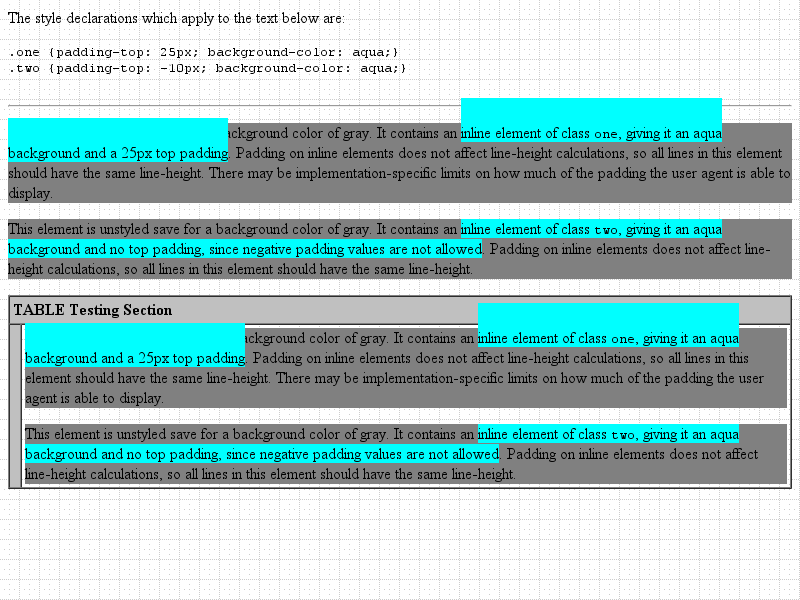 The style declarations which apply to the text below are:
.one {padding-top: 25px; background-color: aqua;}
.two {padding-top: -10px; background-color: aqua;}
ackground color of gray. It contains an inline element of class one, giving it an aqua
background and a 25px top padding. Padding on inline elements does not affect line-height calculations, so all lines in this element
should have the same line-height. There may be implementation-specific limits on how much of the padding the user agent is able to
display.
This element is unstyled save for a background color of gray. It contains an inline element of class two, giving it an aqua
background and no top padding, since negative padding values are not allowed. Padding on inline elements does not affect line-
height calculations, so all lines in this element should have the same line-height.
TABLE Testing Section
ackground color of gray. It contains an inline element of class one, giving it an aqua
background and a 25px top padding. Padding on inline elements does not affect line-height calculations, so all lines in this
element should have the same line-height. There may be implementation-specific limits on how much of the padding the user
agent is able to display.
This element is unstyled save for a background color of gray. It contains an inline element of class two, giving it an aqua
background and no top padding, since negative padding values are not allowed. Padding on inline elements does not affect
line-height calculations, so all lines in this element should have the same line-height.